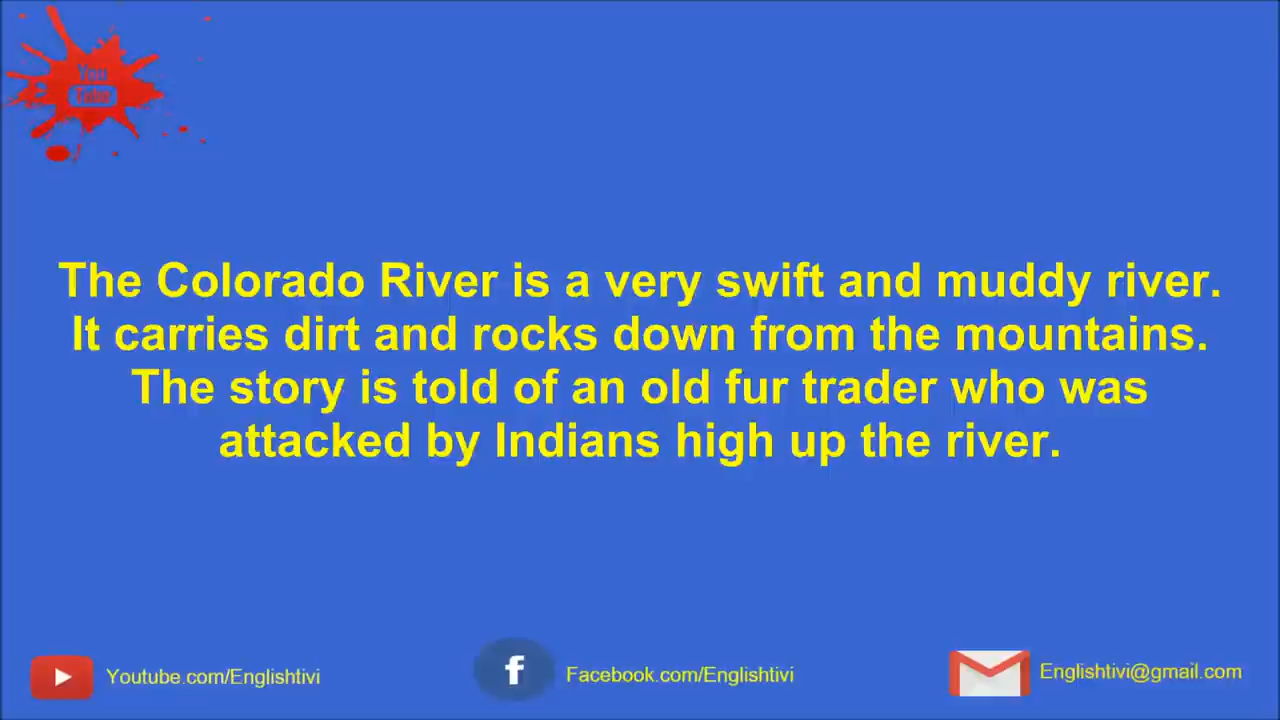 You
Tube
The Colorado River is a very swift and muddy river.
It carries dirt and rocks down from the mountains.
The story is told of an old fur trader who was
attacked by Indians high up the river.
Youtube.com/Englishtivi
f
Facebook.com/Englishtivi
Englishtivi@gmail.com